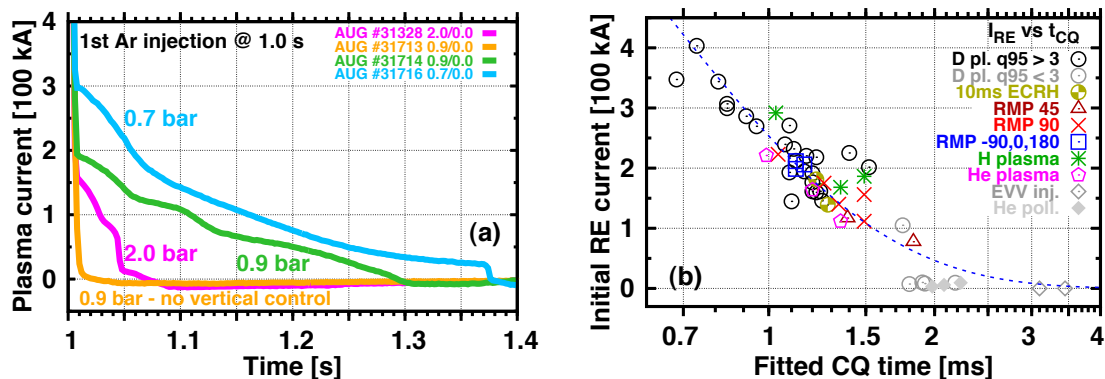 Plasma current [100 kA]
4
3
2
1
0
1st Ar injection @ 1.0 s
AUG #31328 2.0/0.0
AUG #31713 0.9/0.0
AUG #31714 0.9/0.0
AUG #31716 0.7/0.0
0.7 bar
(a)
2.0 bar
0.9 bar
0.9 bar - no vertical control
1
1.1
1.2
1.3
1.4
Time [s]
Initial RE current [100 kA]
4
3
2
1
0
I_RE vs t_CQ
D pl. q95 > 3
D pl. q95 < 3
10ms ECRH
RMP 45
RMP 90
RMP -90,0,180
H plasma
He plasma
EVV inj.
He poll.
(b)
0.7
1
1.5
2
3
4
Fitted CQ time [ms]